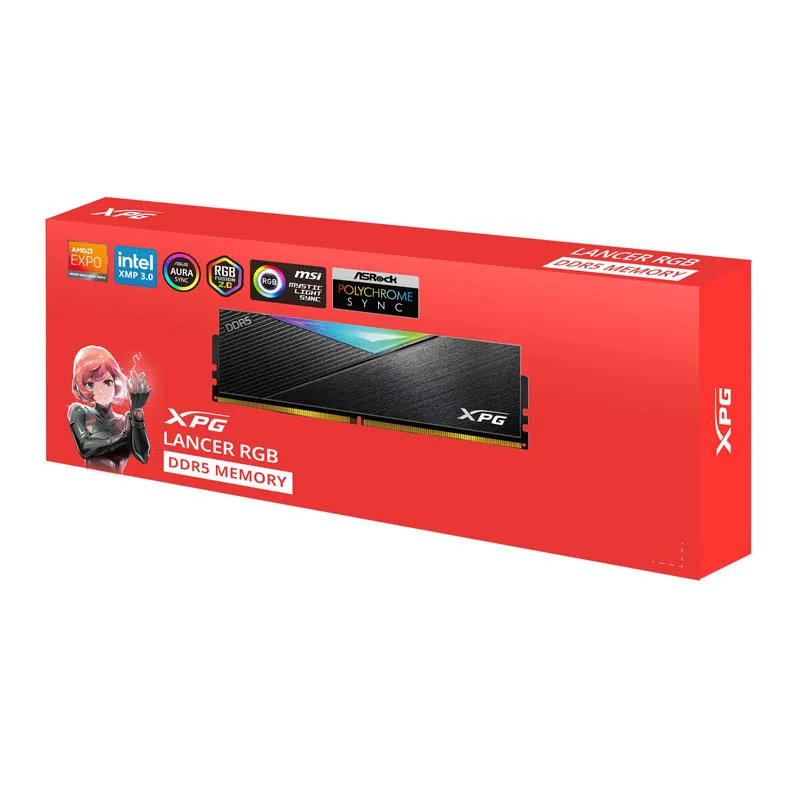 XPG
LANCER RGB
DDR5 MEMORY
AMD
EXPO
intel
XMP 3.0
ASUS
AURA
SYNC
RGB
FUSION
2.0
RGB
msi
MYSTIC
LIGHT
SYNC
ASRock
POLYCHROME
SYNC
DDR5
XPG
XPG
LANCER RGB
DDR5 MEMORY
XPG